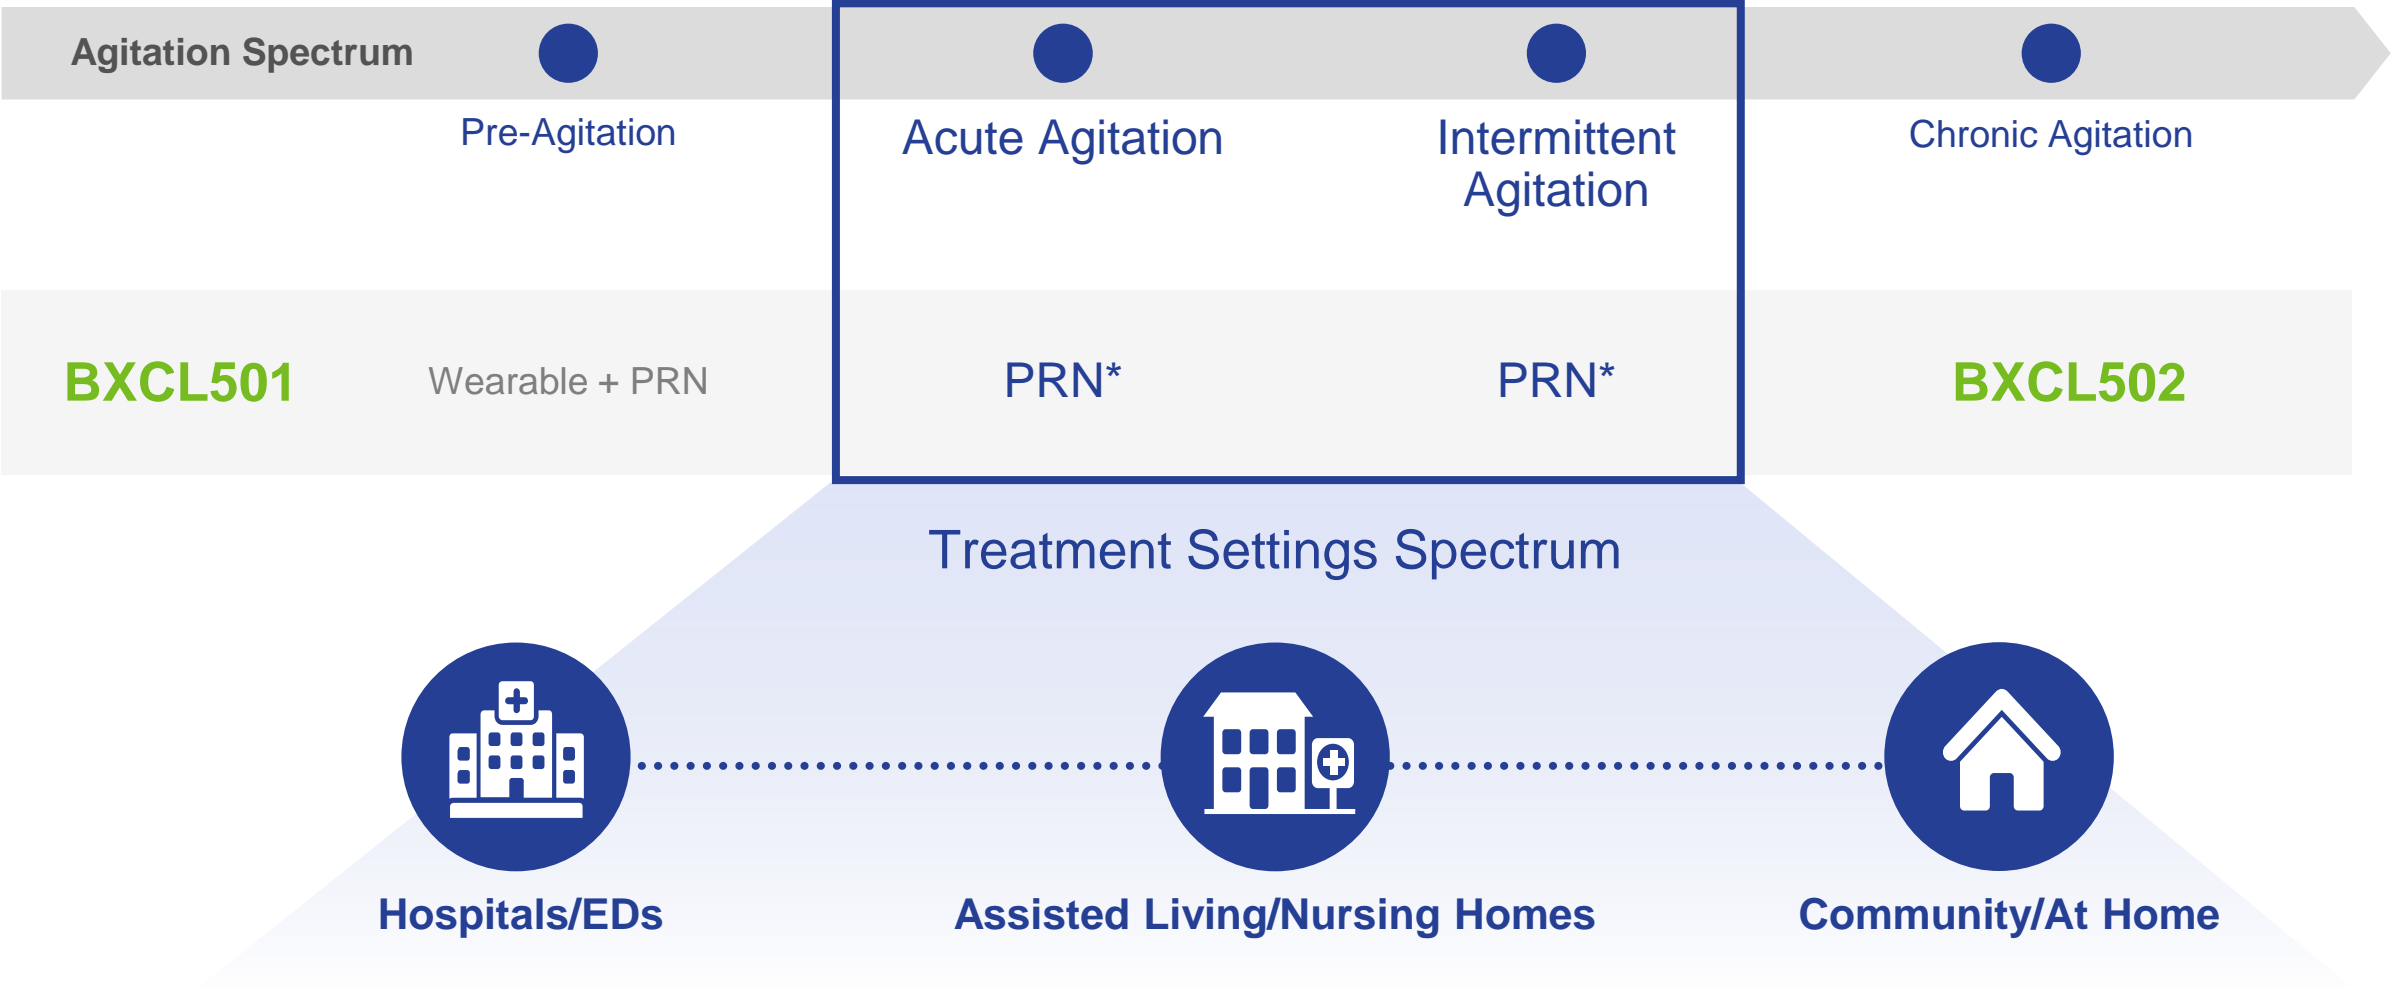 Agitation Spectrum
Pre-Agitation
Acute Agitation
Intermittent
Agitation
Chronic Agitation
BXCL501
Wearable + PRN
PRN*
PRN*
BXCL502
Treatment Settings Spectrum
Hospitals/EDs
Assisted Living/Nursing Homes
Community/At Home